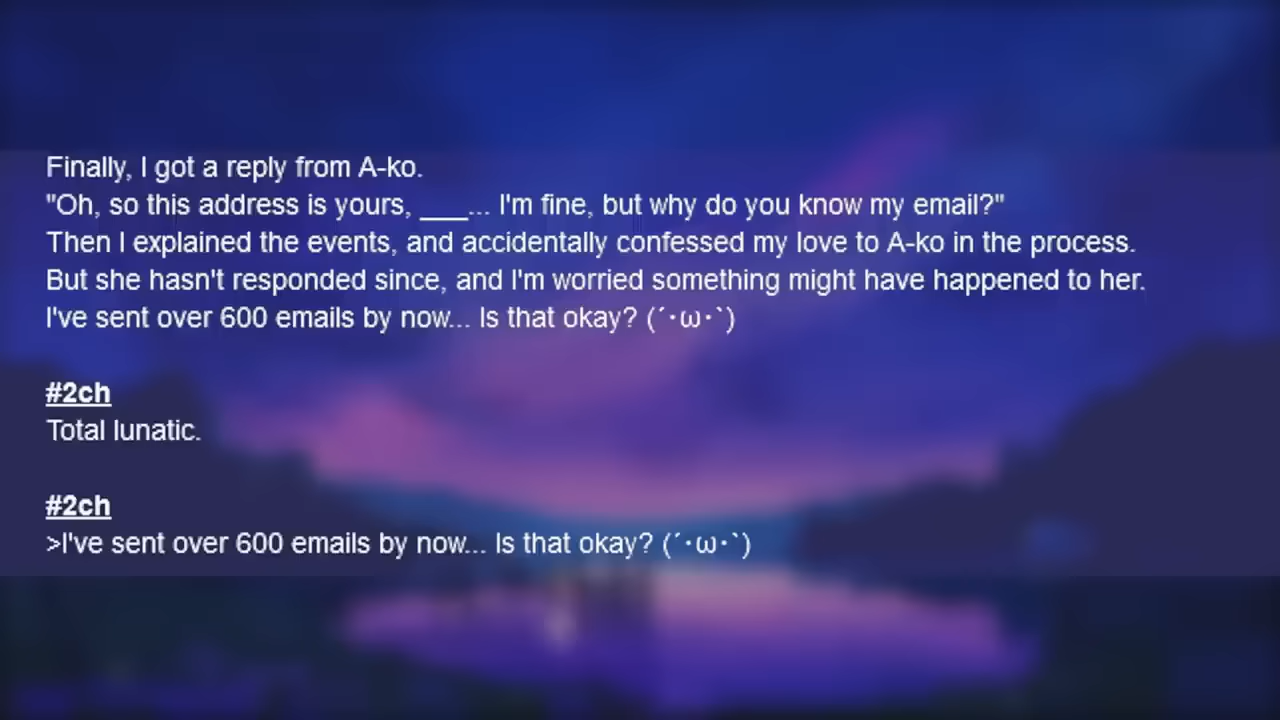 Finally, I got a reply from A-ko.
"Oh, so this address is yours, ___... I'm fine, but why do you know my email?"
Then I explained the events, and accidentally confessed my love to A-ko in the process.
But she hasn't responded since, and I'm worried something might have happened to her.
I've sent over 600 emails by now... Is that okay? (´･ω･`)
#2ch
Total lunatic.
#2ch
>I've sent over 600 emails by now... Is that okay? (´･ω･`)